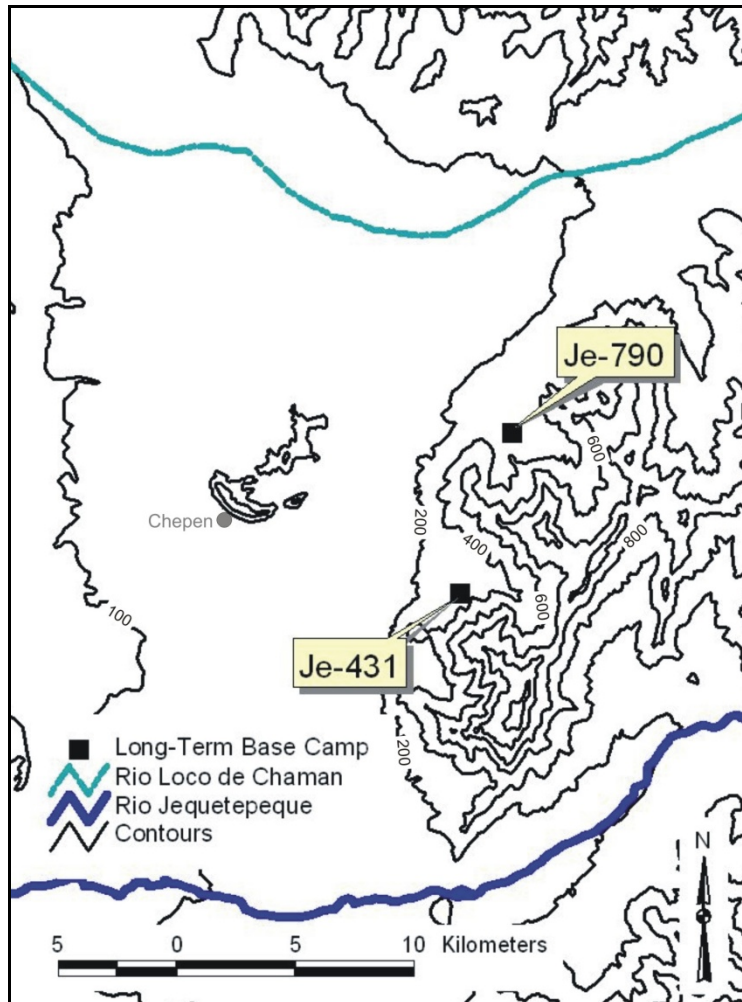 Je-790
600
Chepen
200
400
800
600
100
Je-431
200
Long-Term Base Camp
Rio Loco de Chaman
Rio Jequetepeque
Contours
N
5 0 5 10 Kilometers